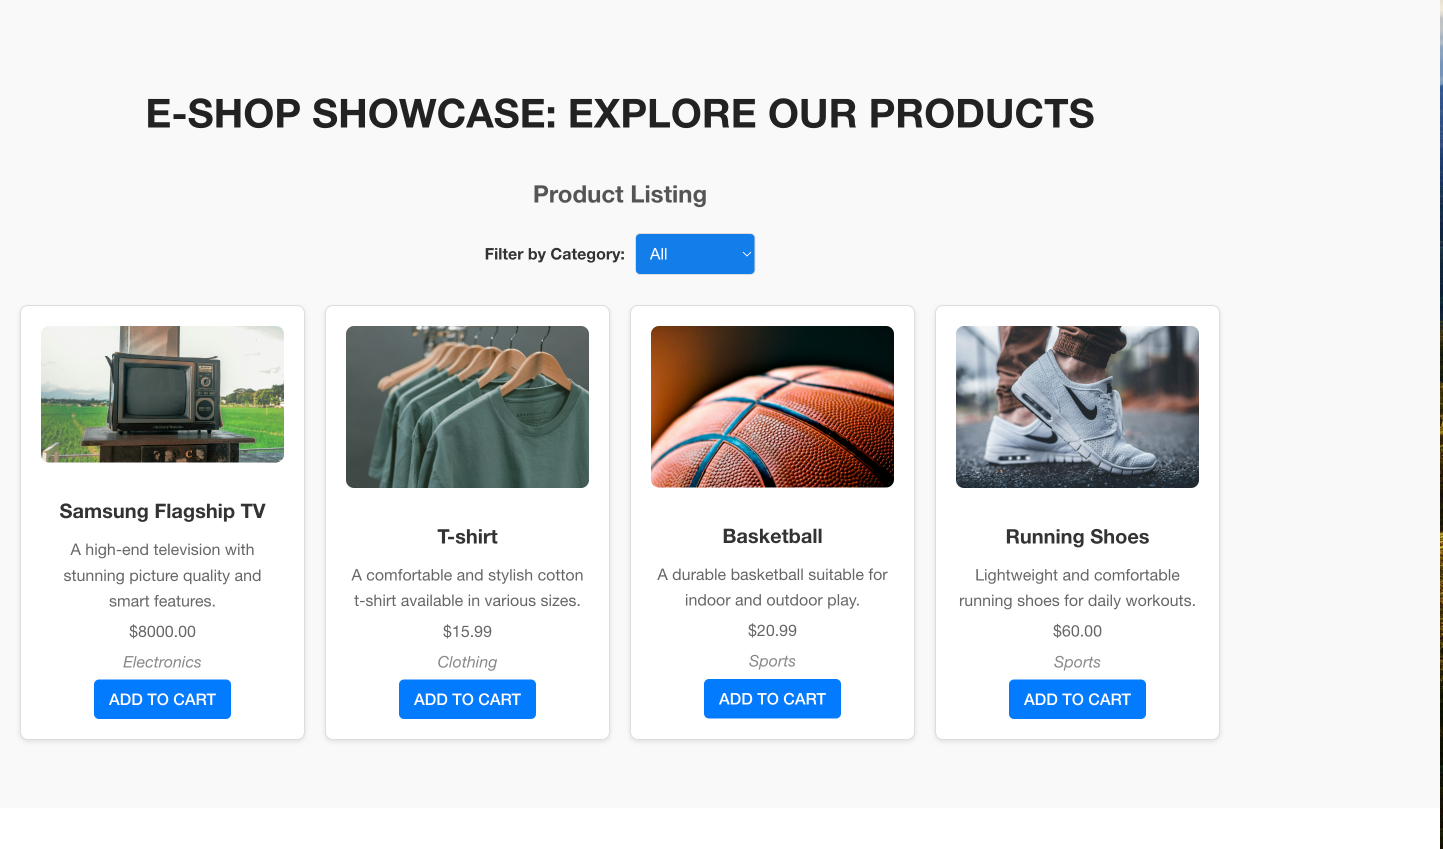 E-SHOP SHOWCASE: EXPLORE OUR PRODUCTS
Product Listing
Filter by Category: All
Samsung Flagship TV
A high-end television with
stunning picture quality and
smart features.
$8000.00
Electronics
ADD TO CART
T-shirt
A comfortable and stylish cotton
t-shirt available in various sizes.
$15.99
Clothing
ADD TO CART
Basketball
A durable basketball suitable for
indoor and outdoor play.
$20.99
Sports
ADD TO CART
Running Shoes
Lightweight and comfortable
running shoes for daily workouts.
$60.00
Sports
ADD TO CART